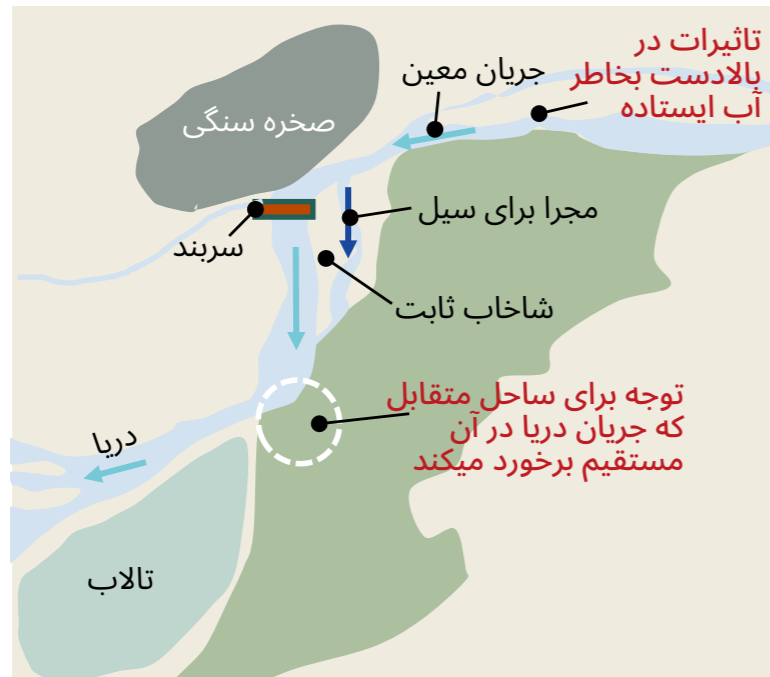 تاثیرات در
بالادست بخاطر
آب ایستاده
جریان معین
صخره سنگی
مجرا برای سیل
سربند
شاخاب ثابت
توجه برای ساحل متقابل
که جریان دریا در آن
مستقیم برخورد میکند
دریا
تالاب